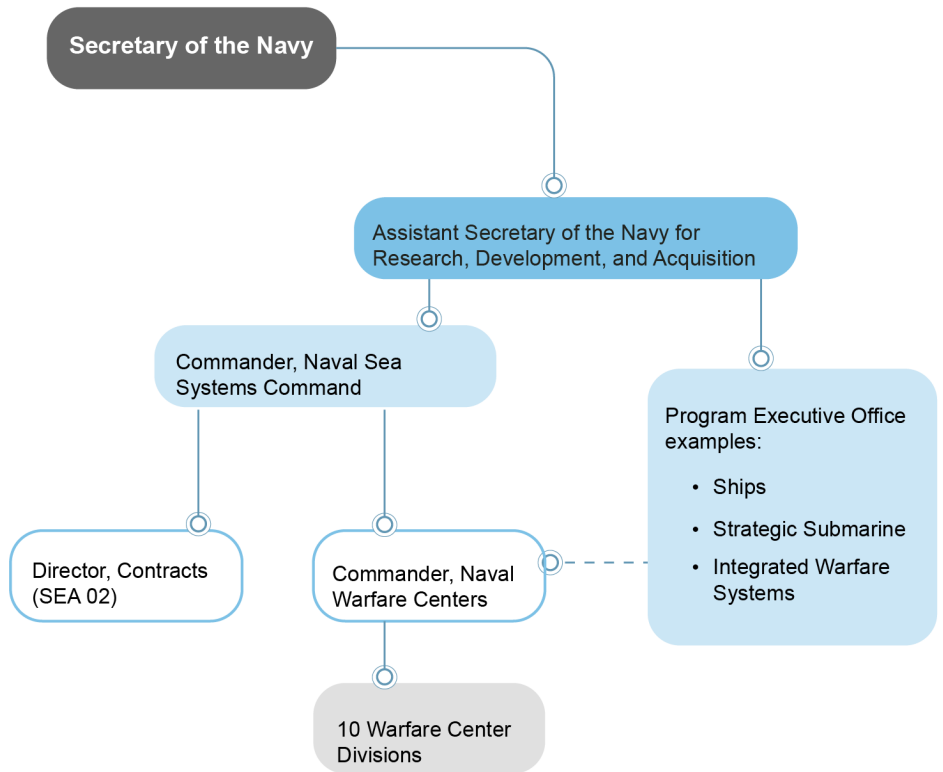 Secretary of the Navy
Assistant Secretary of the Navy for
Research, Development, and Acquisition
Commander, Naval Sea
Systems Command
Program Executive Office
examples:
• Ships
• Strategic Submarine
• Integrated Warfare
Systems
Director, Contracts
(SEA 02)
Commander, Naval
Warfare Centers
10 Warfare Center
Divisions